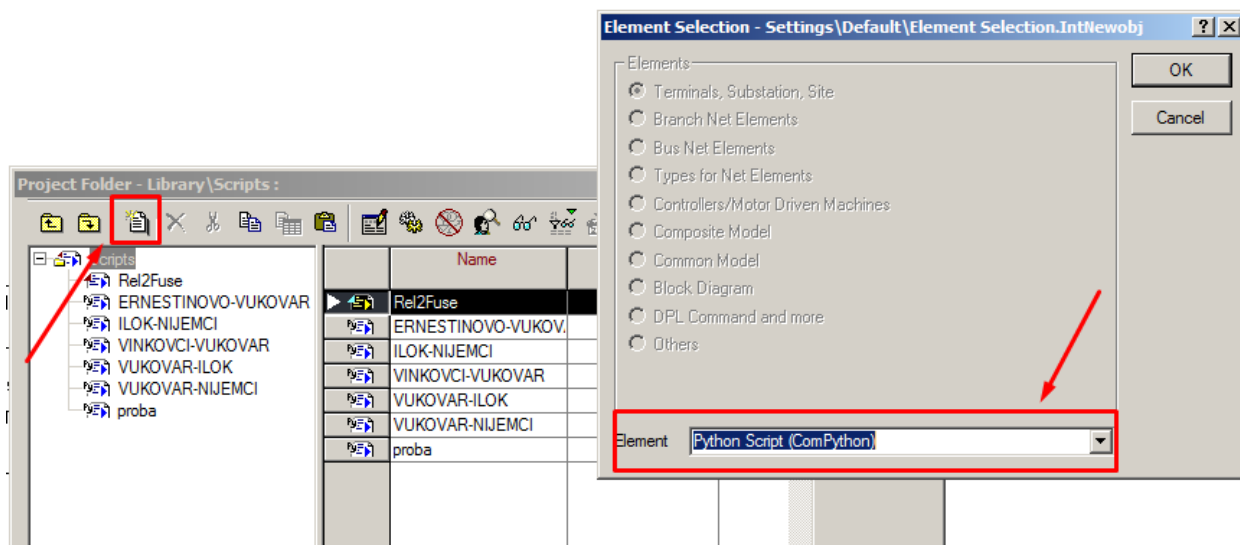 Element Selection - Settings\Default\Element Selection.IntNewobj
Elements
Terminals, Substation, Site
Branch Net Elements
Bus Net Elements
Types for Net Elements
Controllers/Motor Driven Machines
Composite Model
Common Model
Block Diagram
DPL Command and more
Others
OK
Cancel
Element Python Script (ComPython)
Project Folder - Library\Scripts :
Scripts
Rel2Fuse
ERNESTINOVO-VUKOVAR
ILOK-NIJEMCI
VINKOVCI-VUKOVAR
VUKOVAR-ILOK
VUKOVAR-NIJEMCI
proba
Name
Rel2Fuse
ERNESTINOVO-VUKOV.
ILOK-NIJEMCI
VINKOVCI-VUKOVAR
VUKOVAR-ILOK
VUKOVAR-NIJEMCI
proba